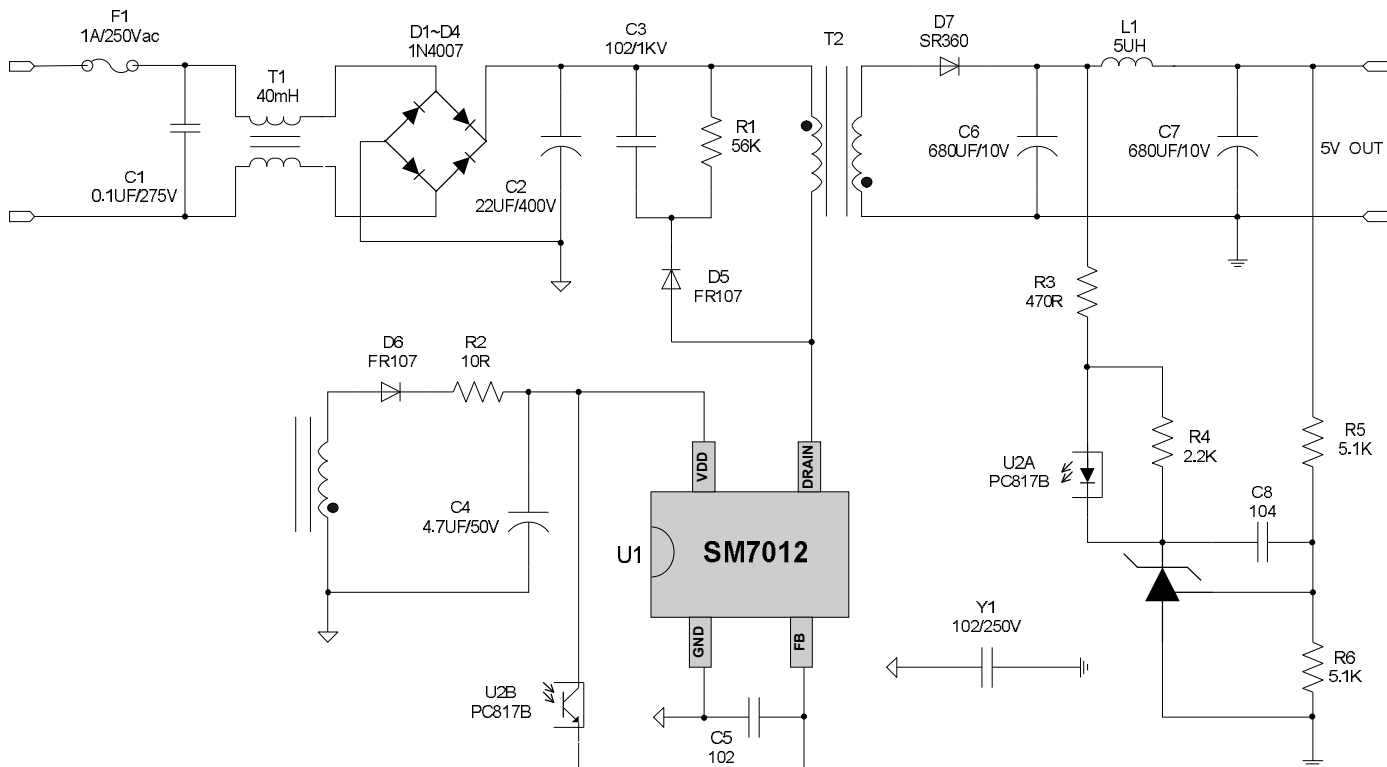 F1
1A/250Vac
T1
40mH
C1
0.1UF/275V
D1~D4
1N4007
C2
22UF/400V
C3
102/1KV
R1
56K
D5
FR107
T2
D7
SR360
C6
680UF/10V
L1
5UH
C7
680UF/10V
5V OUT
R3
470R
D6
FR107
R2
10R
C4
4.7UF/50V
VDD
DRAIN
U1
SM7012
GND
FB
U2A
PC817B
R4
2.2K
R5
5.1K
C8
104
Y1
102/250V
R6
5.1K
U2B
PC817B
C5
102